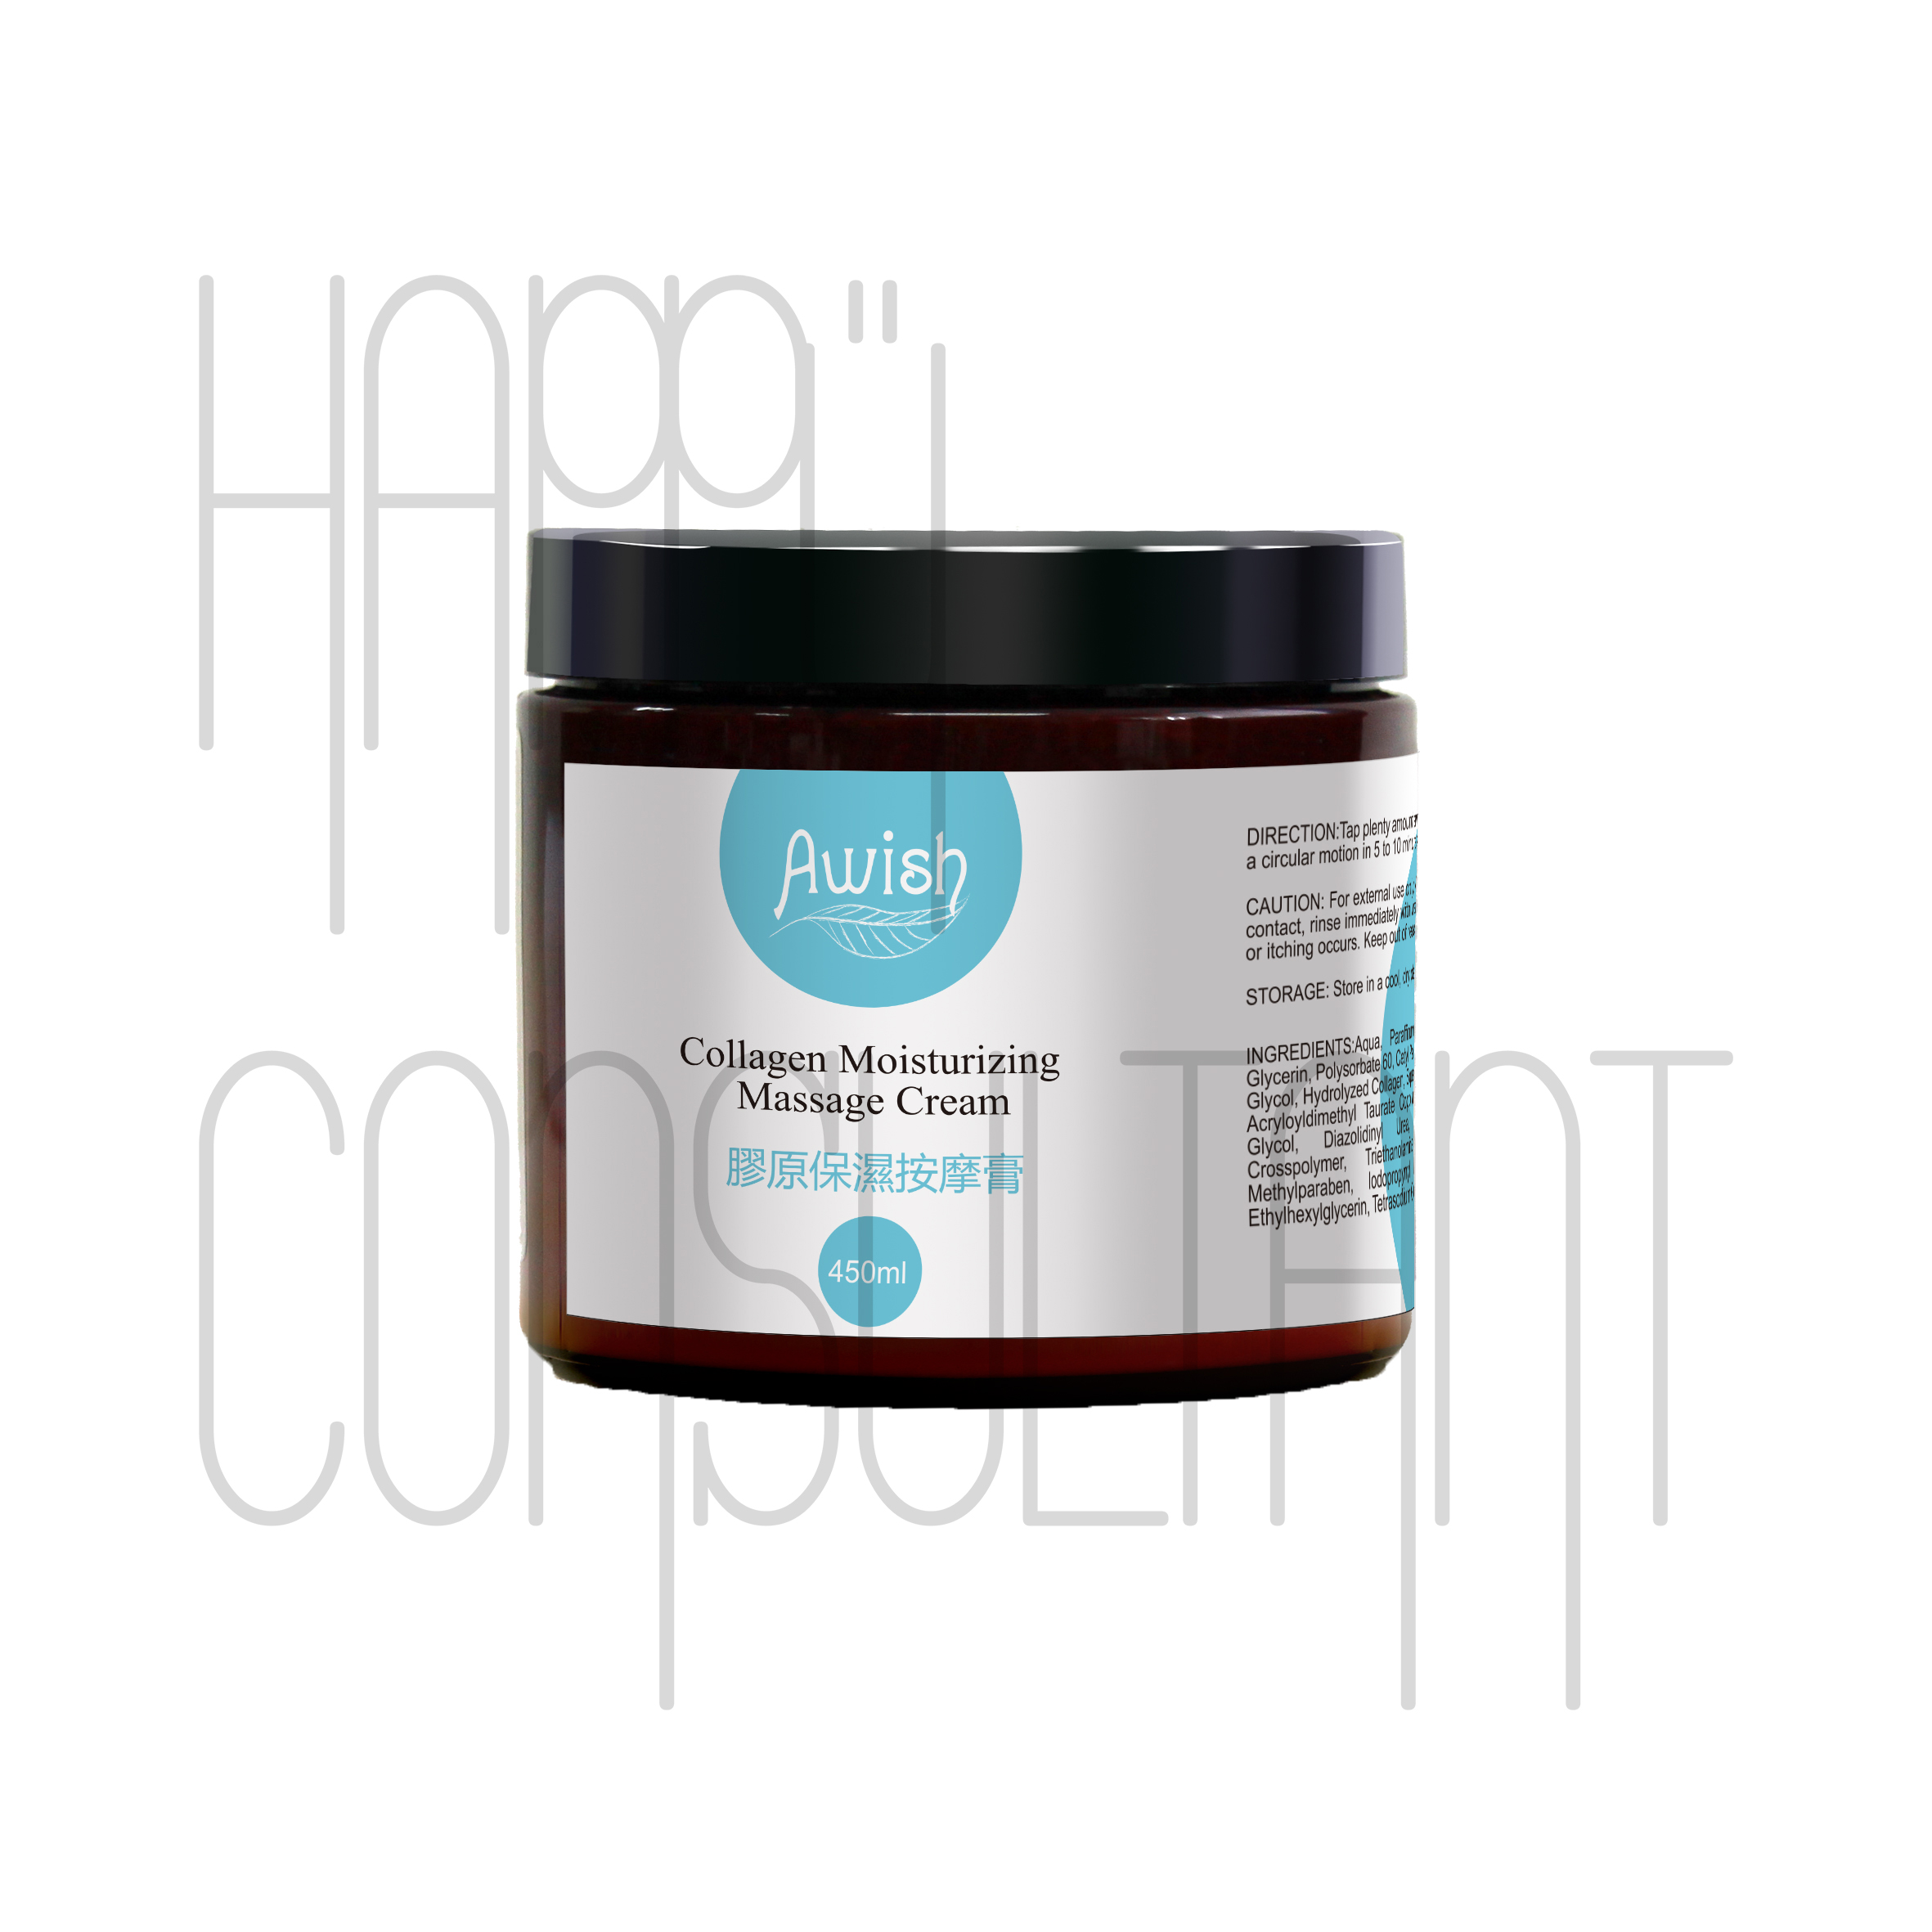 HAPPY
Awish
Collagen Moisturizing
Massage Cream
膠原保濕按摩膏
450ml
DIRECTION:Tap plenty amount
a circular motion in 5 to 10
CAUTION: For external use
contact, rinse immediately with
or itching occurs. Keep out of
STORAGE: Store in a cool, dry
INGREDIENTS:Aqua,
Glycerin, Polysorbate 60,
Glycol, Hydrolyzed Collagen,
Acryloyldimethyl Taurate
Glycol, Diazolidinyl Urea,
Crosspolymer,
Methylparaben,
Ethylhexylglycerin,
CONSULTANT